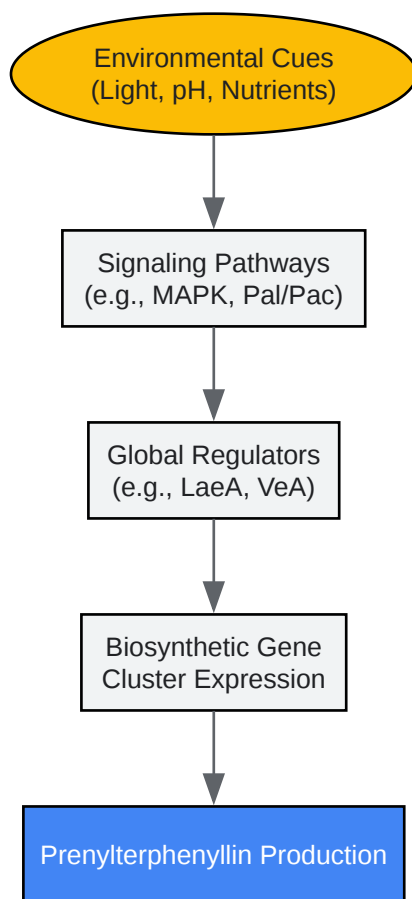 Environmental Cues
(Light, pH, Nutrients)
Signaling Pathways
(e.g., MAPK, Pal/Pac)
Global Regulators
(e.g., LaeA, VeA)
Biosynthetic Gene
Cluster Expression
Prenylterphenyllin Production